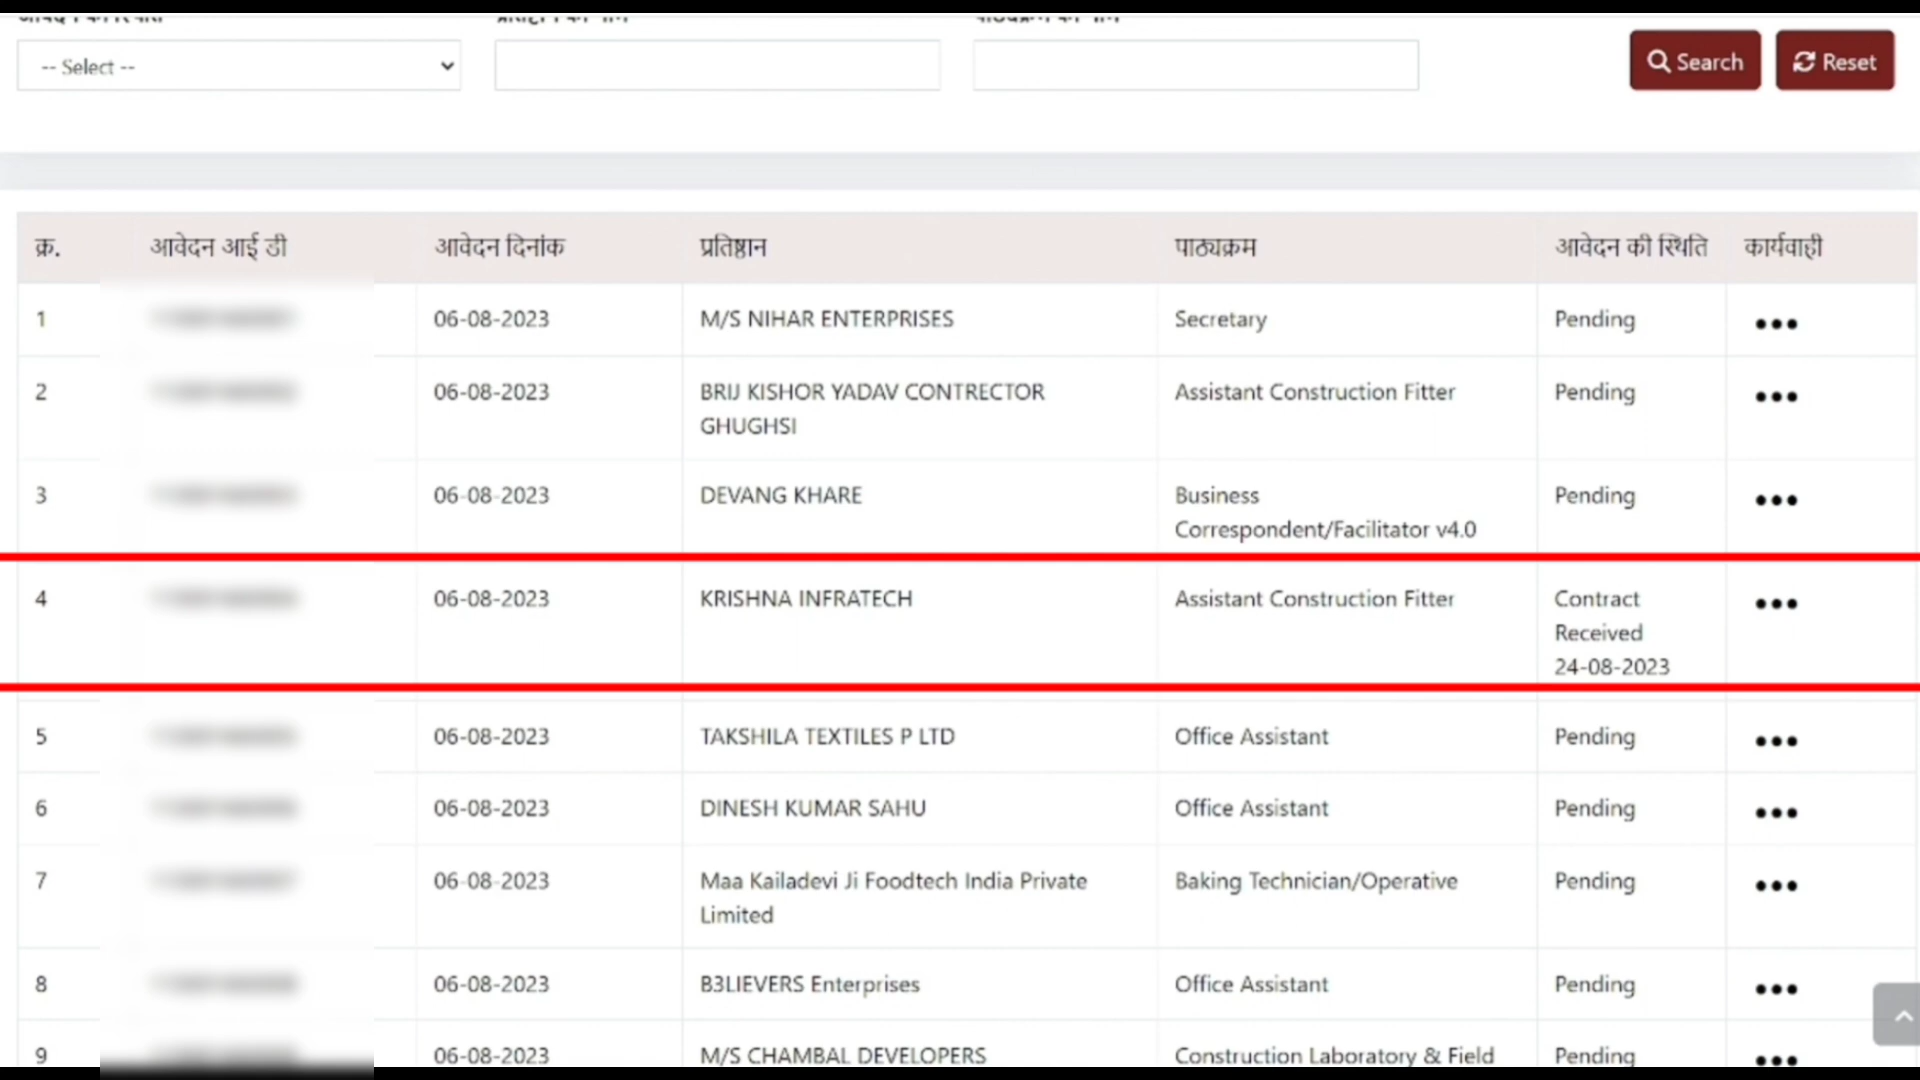 -- Select --
Search
Reset
क्र. आवेदन आई डी आवेदन दिनांक प्रतिष्ठान पाठ्यक्रम आवेदन की स्थिति कार्यवाही
1 06-08-2023 M/S NIHAR ENTERPRISES Secretary Pending
2 06-08-2023 BRIJ KISHOR YADAV CONTRECTOR Assistant Construction Fitter Pending
GHUGHSI
3 06-08-2023 DEVANG KHARE Business Pending
Correspondent/Facilitator v4.0
4 06-08-2023 KRISHNA INFRATECH Assistant Construction Fitter Contract
Received
24-08-2023
5 06-08-2023 TAKSHILA TEXTILES P LTD Office Assistant Pending
6 06-08-2023 DINESH KUMAR SAHU Office Assistant Pending
7 06-08-2023 Maa Kailadevi Ji Foodtech India Private Baking Technician/Operative Pending
Limited
8 06-08-2023 B3LIEVERS Enterprises Office Assistant Pending
9 06-08-2023 M/S CHAMBAL DEVELOPERS Construction Laboratory & Field Pending